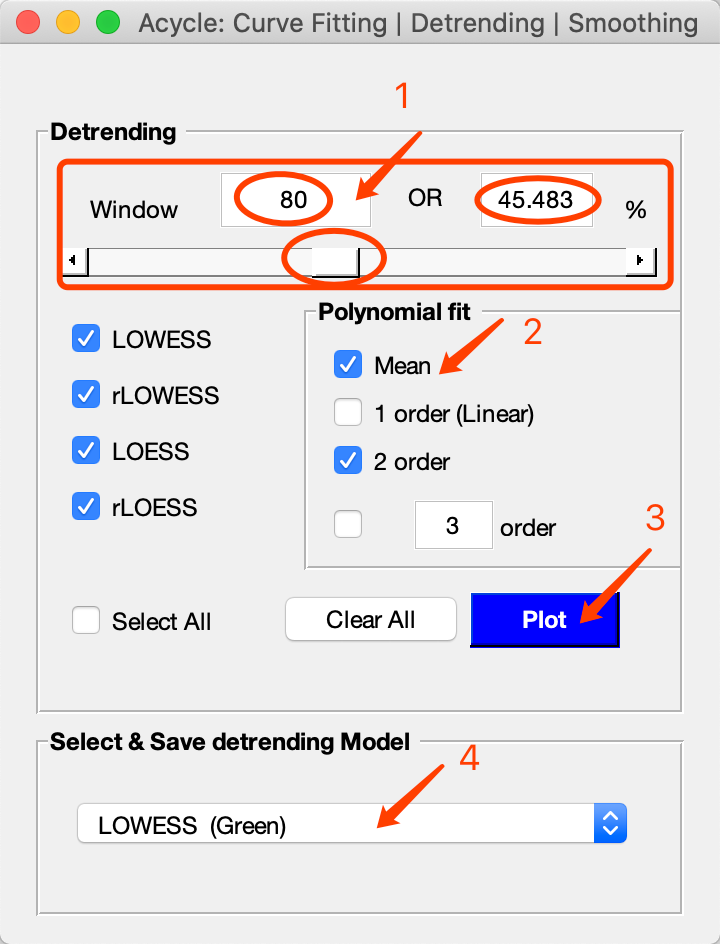 Acycle: Curve Fitting | Detrending | Smoothing
1
Detrending
Window 80 OR 45.483 %
Polynomial fit
2
LOWESS
Mean
rLOWESS
1 order (Linear)
LOESS
2 order
rLOESS
3 order
3
Select All
Clear All
Plot
Select & Save detrending Model
4
LOWESS (Green)